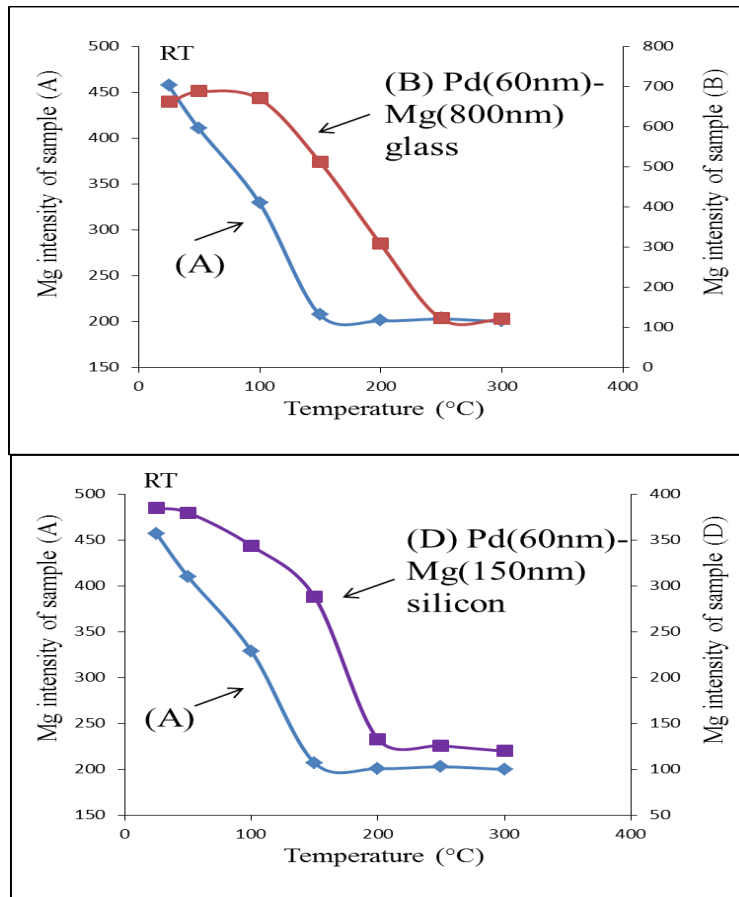 RT
500
450
400
350
300
250
200
150
800
700
600
500
400
300
200
100
0
0
100
200
300
400
Mg intensity of sample (A)
Mg intensity of sample (B)
Temperature (°C)
(B) Pd(60nm)-
Mg(800nm)
glass
(A)
RT
500
450
400
350
300
250
200
150
400
350
300
250
200
150
100
50
0
100
200
300
400
Mg intensity of sample (A)
Mg intensity of sample (D)
Temperature (°C)
(D) Pd(60nm)-
Mg(150nm)
silicon
(A)